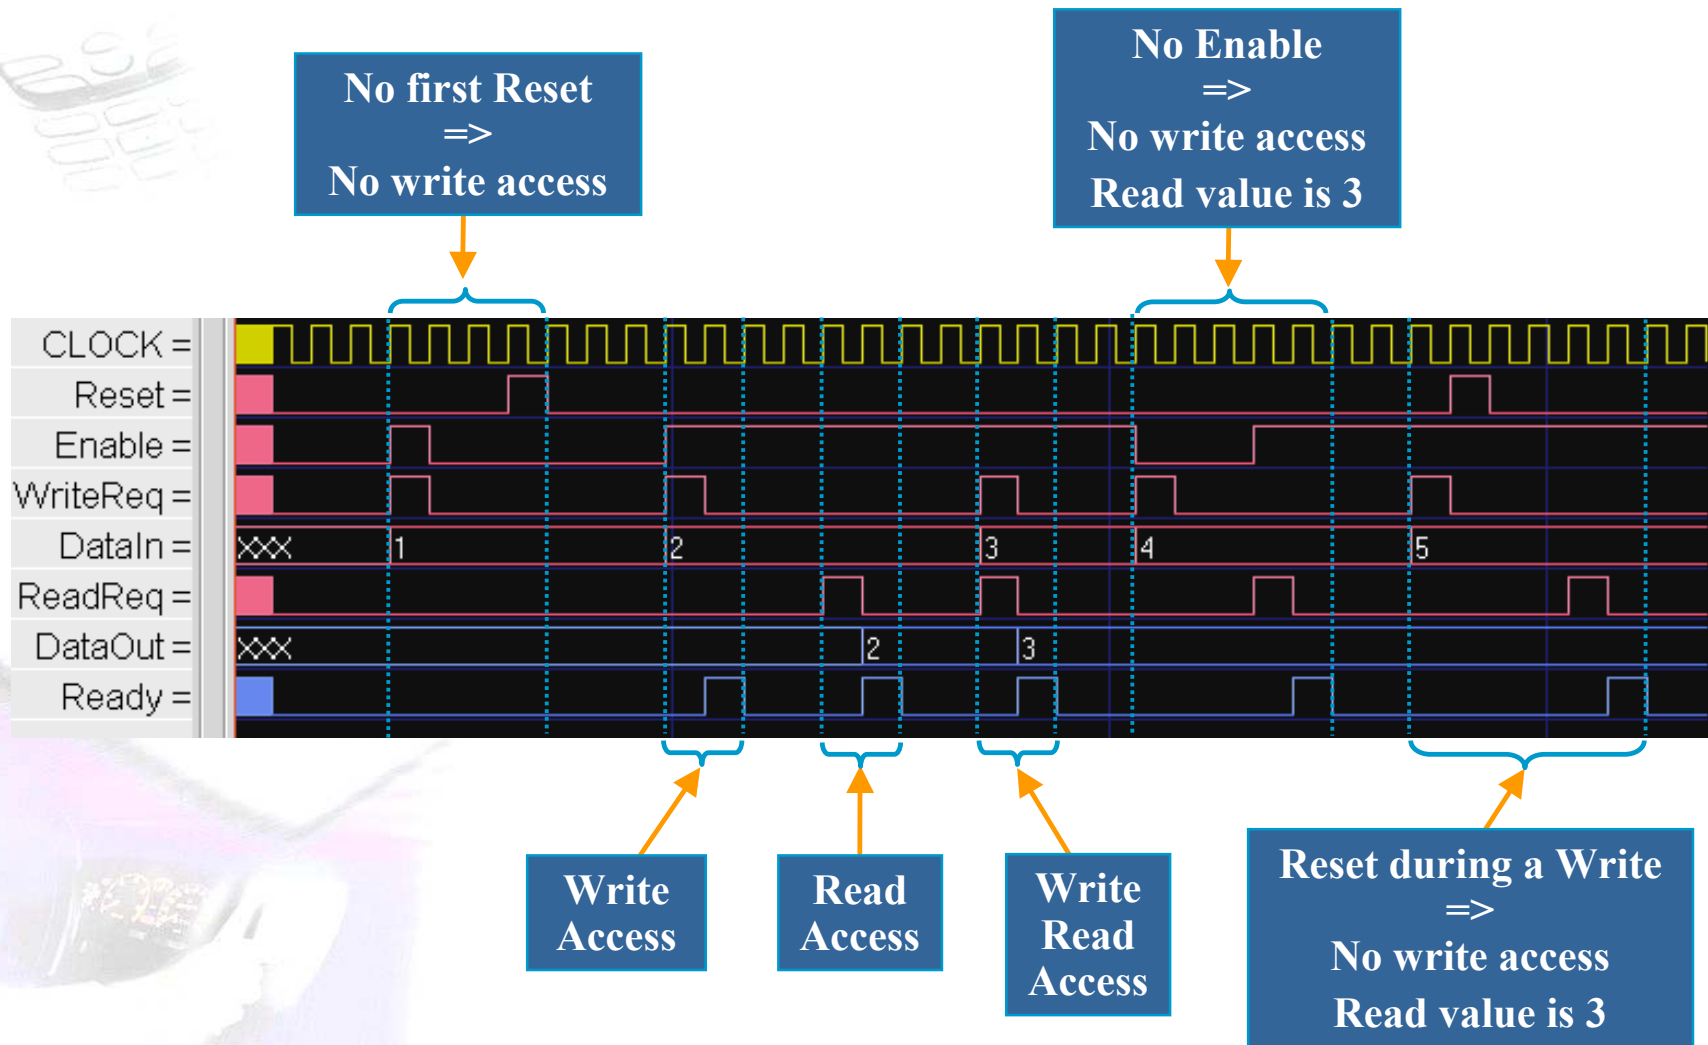 No first Reset
=>
No write access
No Enable
=>
No write access
Read value is 3
CLOCK =
Reset =
Enable =
WriteReq =
DataIn = XXX 1 2 3 4 5
ReadReq =
DataOut = XXX 2 3
Ready =
Write
Access
Read
Access
Write
Read
Access
Reset during a Write
=>
No write access
Read value is 3